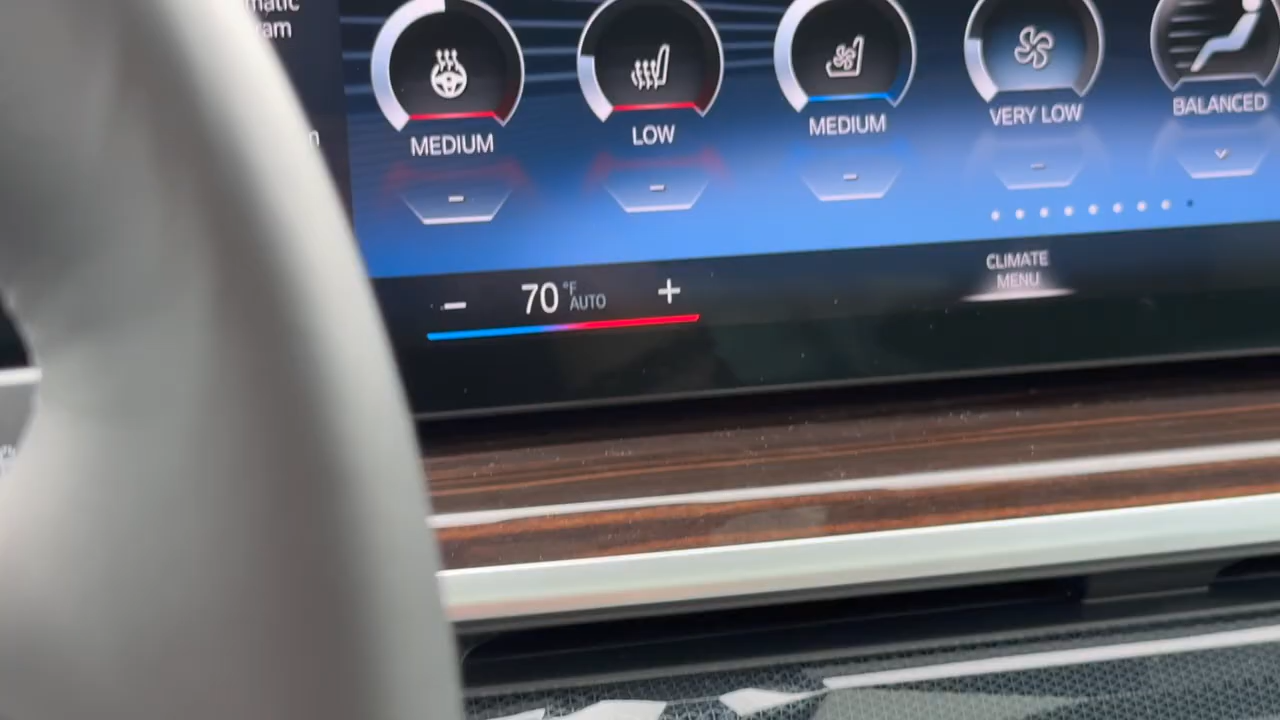 MEDIUM
LOW
MEDIUM
VERY LOW
BALANCED
70 °F AUTO
CLIMATE
MENU